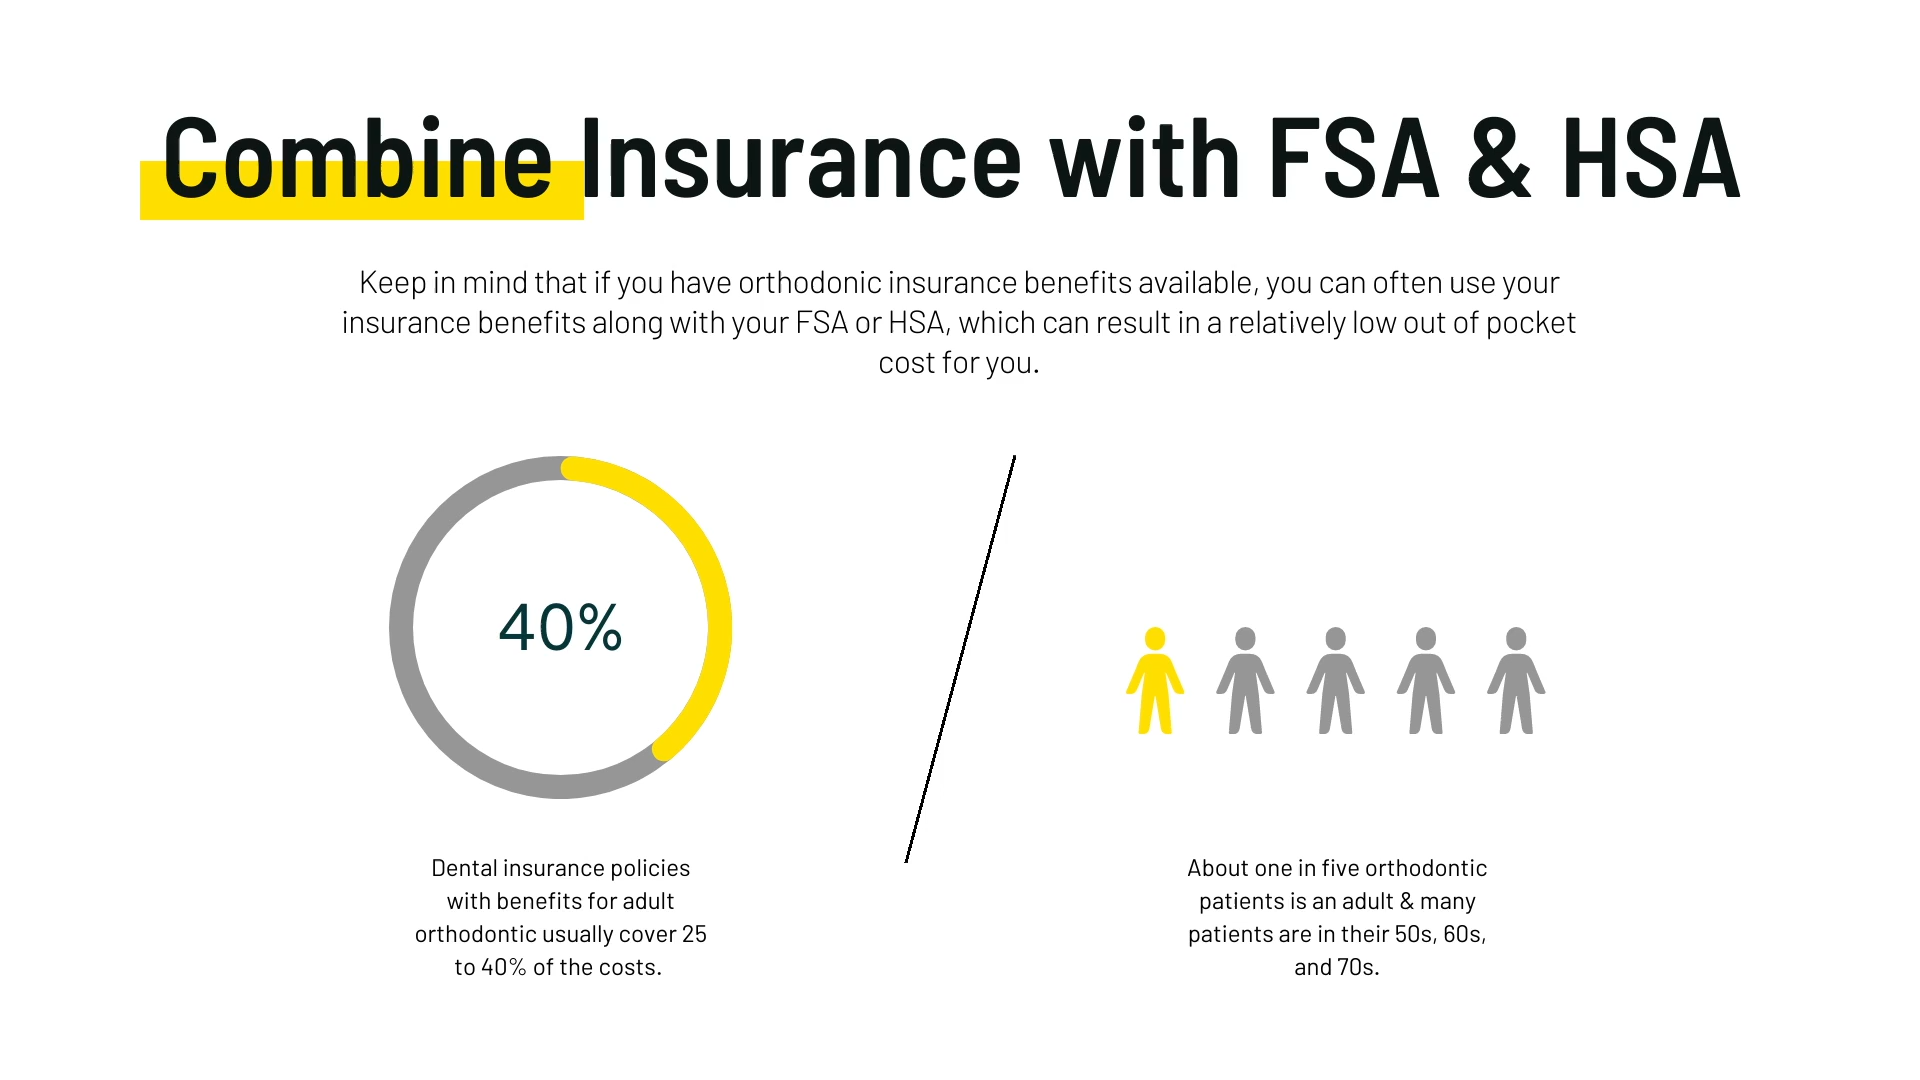 Combine Insurance with FSA & HSA
Keep in mind that if you have orthodonic insurance benefits available, you can often use your
insurance benefits along with your FSA or HSA, which can result in a relatively low out of pocket
cost for you.
40%
Dental insurance policies
with benefits for adult
orthodontic usually cover 25
to 40% of the costs.
About one in five orthodontic
patients is an adult & many
patients are in their 50s, 60s,
and 70s.